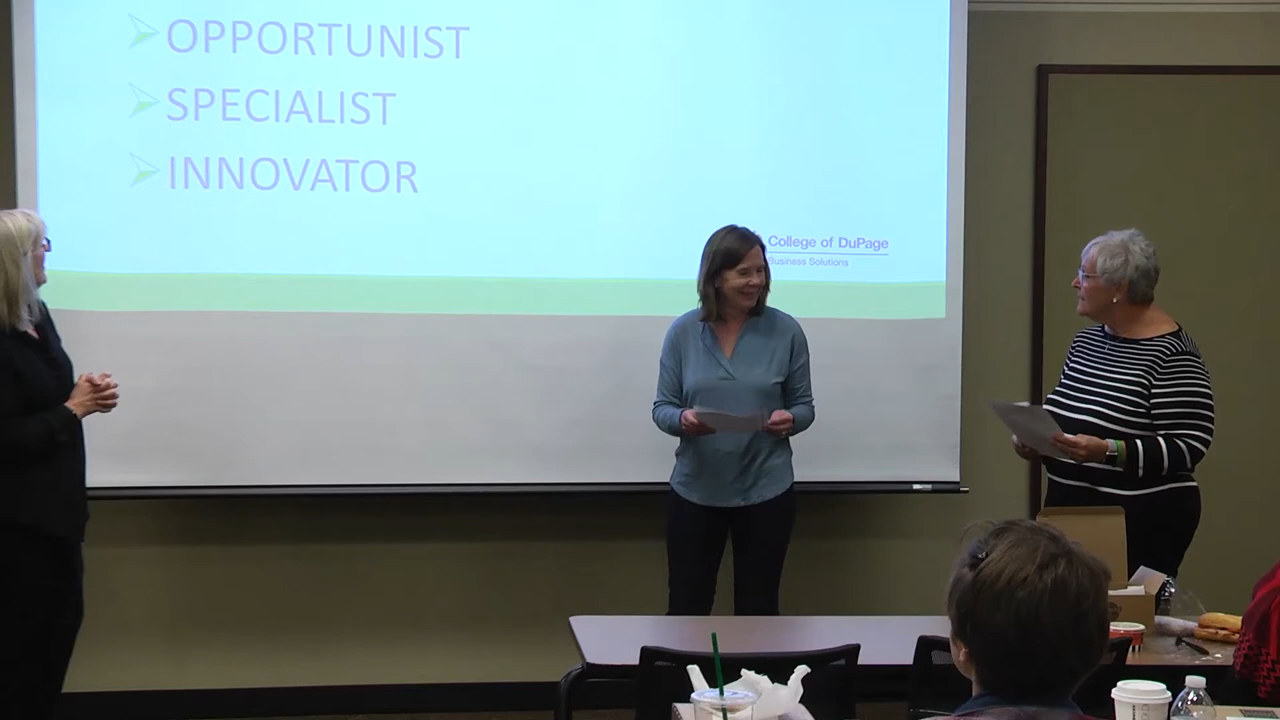 OPPORTUNIST
SPECIALIST
INNOVATOR
College of DuPage
Business Solutions